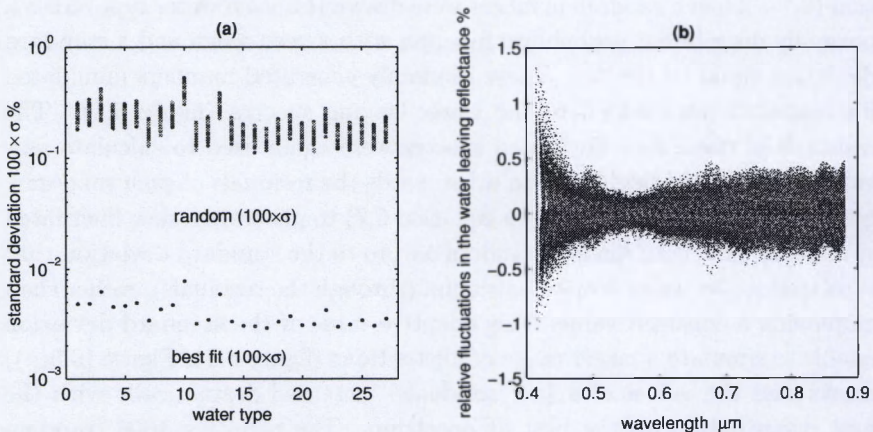 (a)
standard deviation 100 σ %
10⁰
10⁻¹
10⁻²
10⁻³
random (100×σ)
best fit (100×σ)
0 5 10 15 20 25
water type
(b)
relative fluctuations in the water leaving reflectance %
1.5
1
0.5
0
-0.5
-1
-1.5
0.4 0.5 0.6 0.7 0.8 0.9
wavelength μm